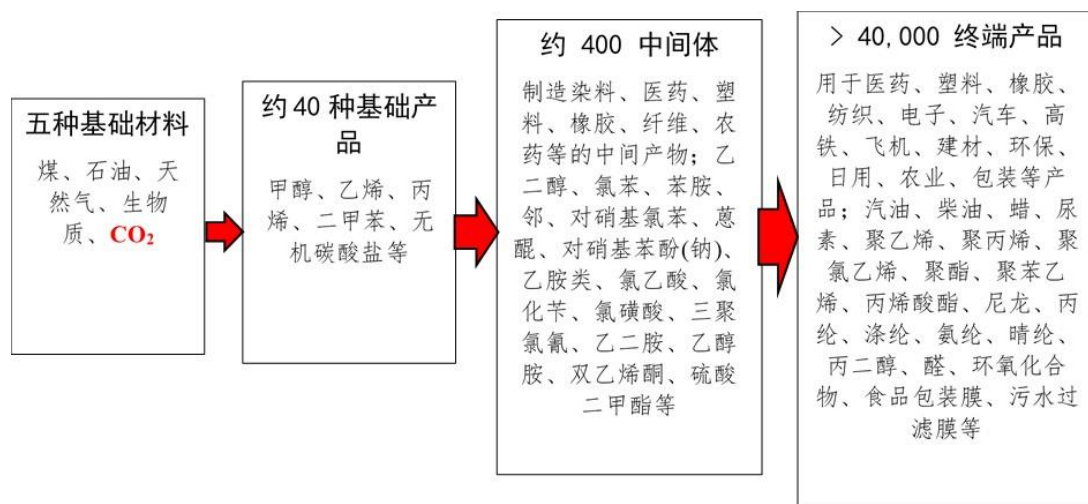 五种基础材料
煤、石油、天
然气、生物
质、CO₂
约40种基础产
品
甲醇、乙烯、丙
烯、二甲苯、无
机碳酸盐等
约 400 中间体
制造染料、医药、塑
料、橡胶、纤维、农
药等的中间产物；乙
二醇、氯苯、苯胺、
邻、对硝基氯苯、蒽
醌、对硝基苯酚(钠)、
乙胺类、氯乙酸、氯
化苄、氯磺酸、三聚
氯氰、乙二胺、乙醇
胺、双乙烯酮、硫酸
二甲酯等
> 40,000 终端产品
用于医药、塑料、橡胶、
纺织、电子、汽车、高
铁、飞机、建材、环保、
日用、农业、包装等产
品；汽油、柴油、蜡、尿
素、聚乙烯、聚丙烯、聚
氯乙烯、聚酯、聚苯乙
烯、丙烯酸酯、尼龙、丙
纶、涤纶、氨纶、晴纶、
丙二醇、醛、环氧化合
物、食品包装膜、污水过
滤膜等